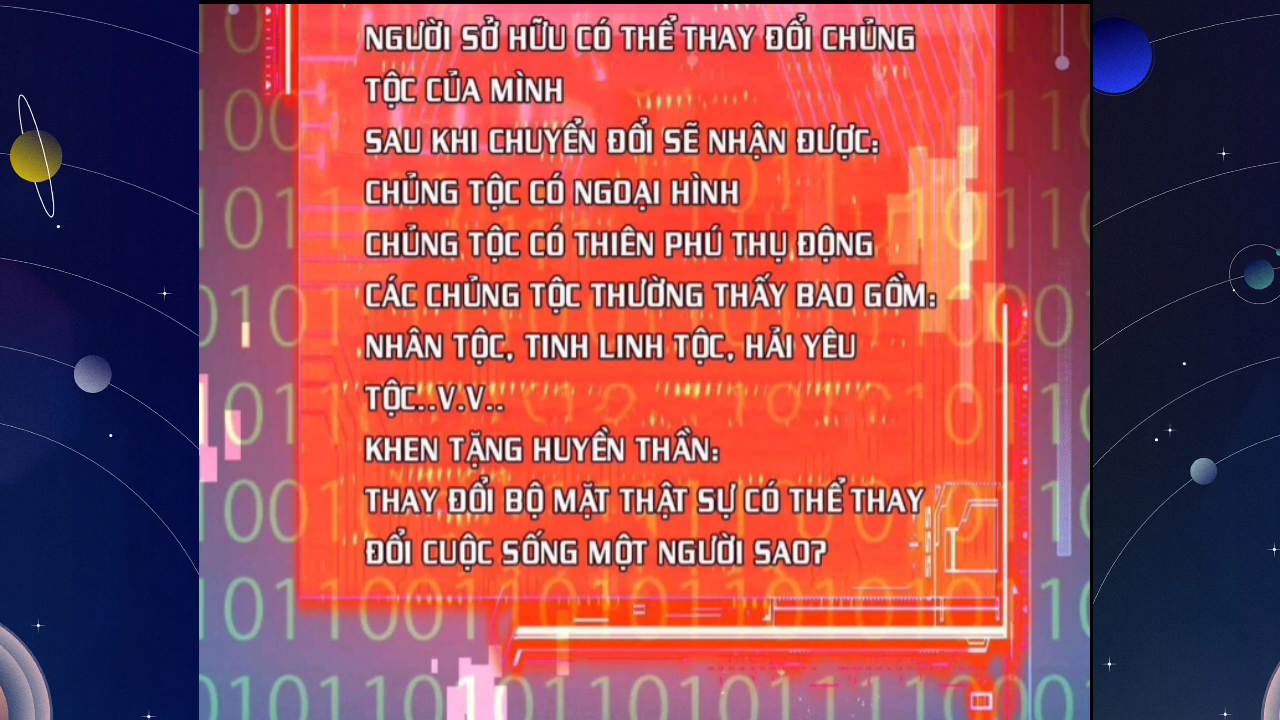 NGƯỜI SỞ HỮU CÓ THỂ THAY ĐỔI CHỦNG
TỘC CỦA MÌNH
SAU KHI CHUYỂN ĐỔI SẼ NHẬN ĐƯỢC:
CHỦNG TỘC CÓ NGOẠI HÌNH
CHỦNG TỘC CÓ THIÊN PHÚ THỤ ĐỘNG
CÁC CHỦNG TỘC THƯỜNG THẤY BAO GỒM:
NHÂN TỘC, TINH LINH TỘC, HẢI YÊU
TỘC..V.V..
KHEN TẶNG HUYỀN THẦN:
THAY ĐỔI BỘ MẶT THẬT SỰ CÓ THỂ THAY
ĐỔI CUỘC SỐNG MỘT NGƯỜI SAO?